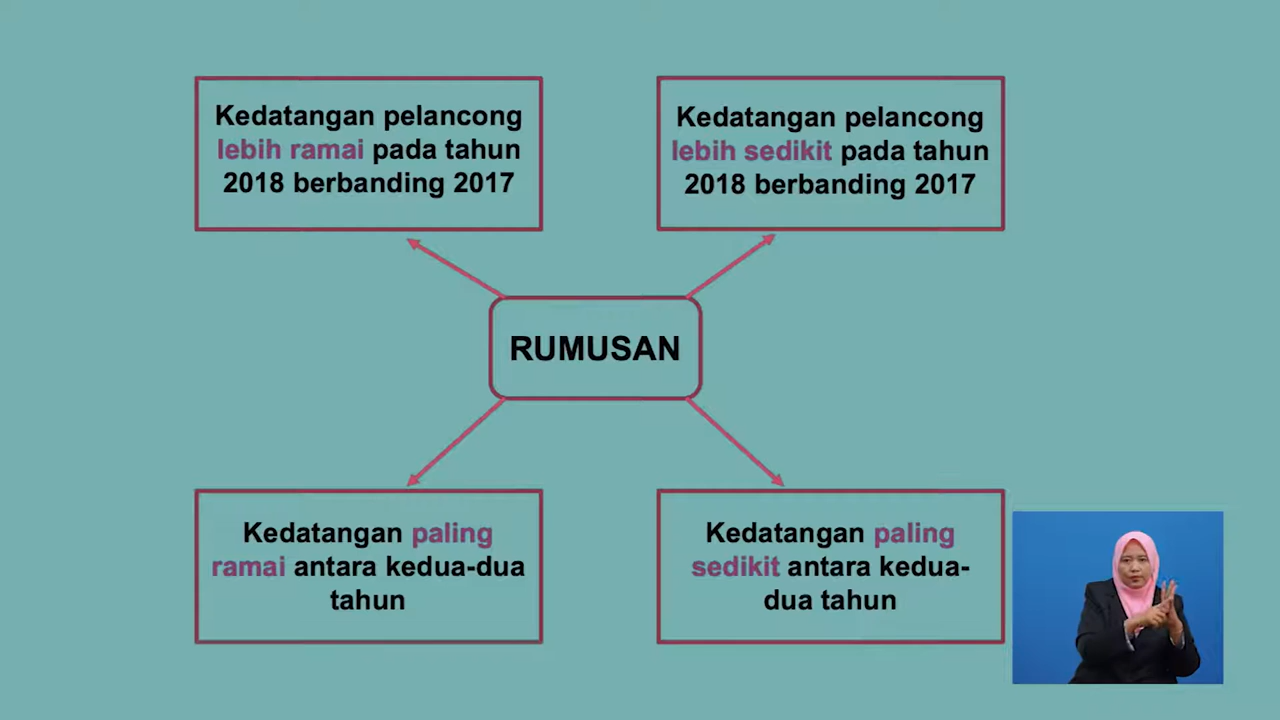 Kedatangan pelancong
lebih ramai pada tahun
2018 berbanding 2017
Kedatangan pelancong
lebih sedikit pada tahun
2018 berbanding 2017
RUMUSAN
Kedatangan paling
ramai antara kedua-dua
tahun
Kedatangan paling
sedikit antara kedua-
dua tahun